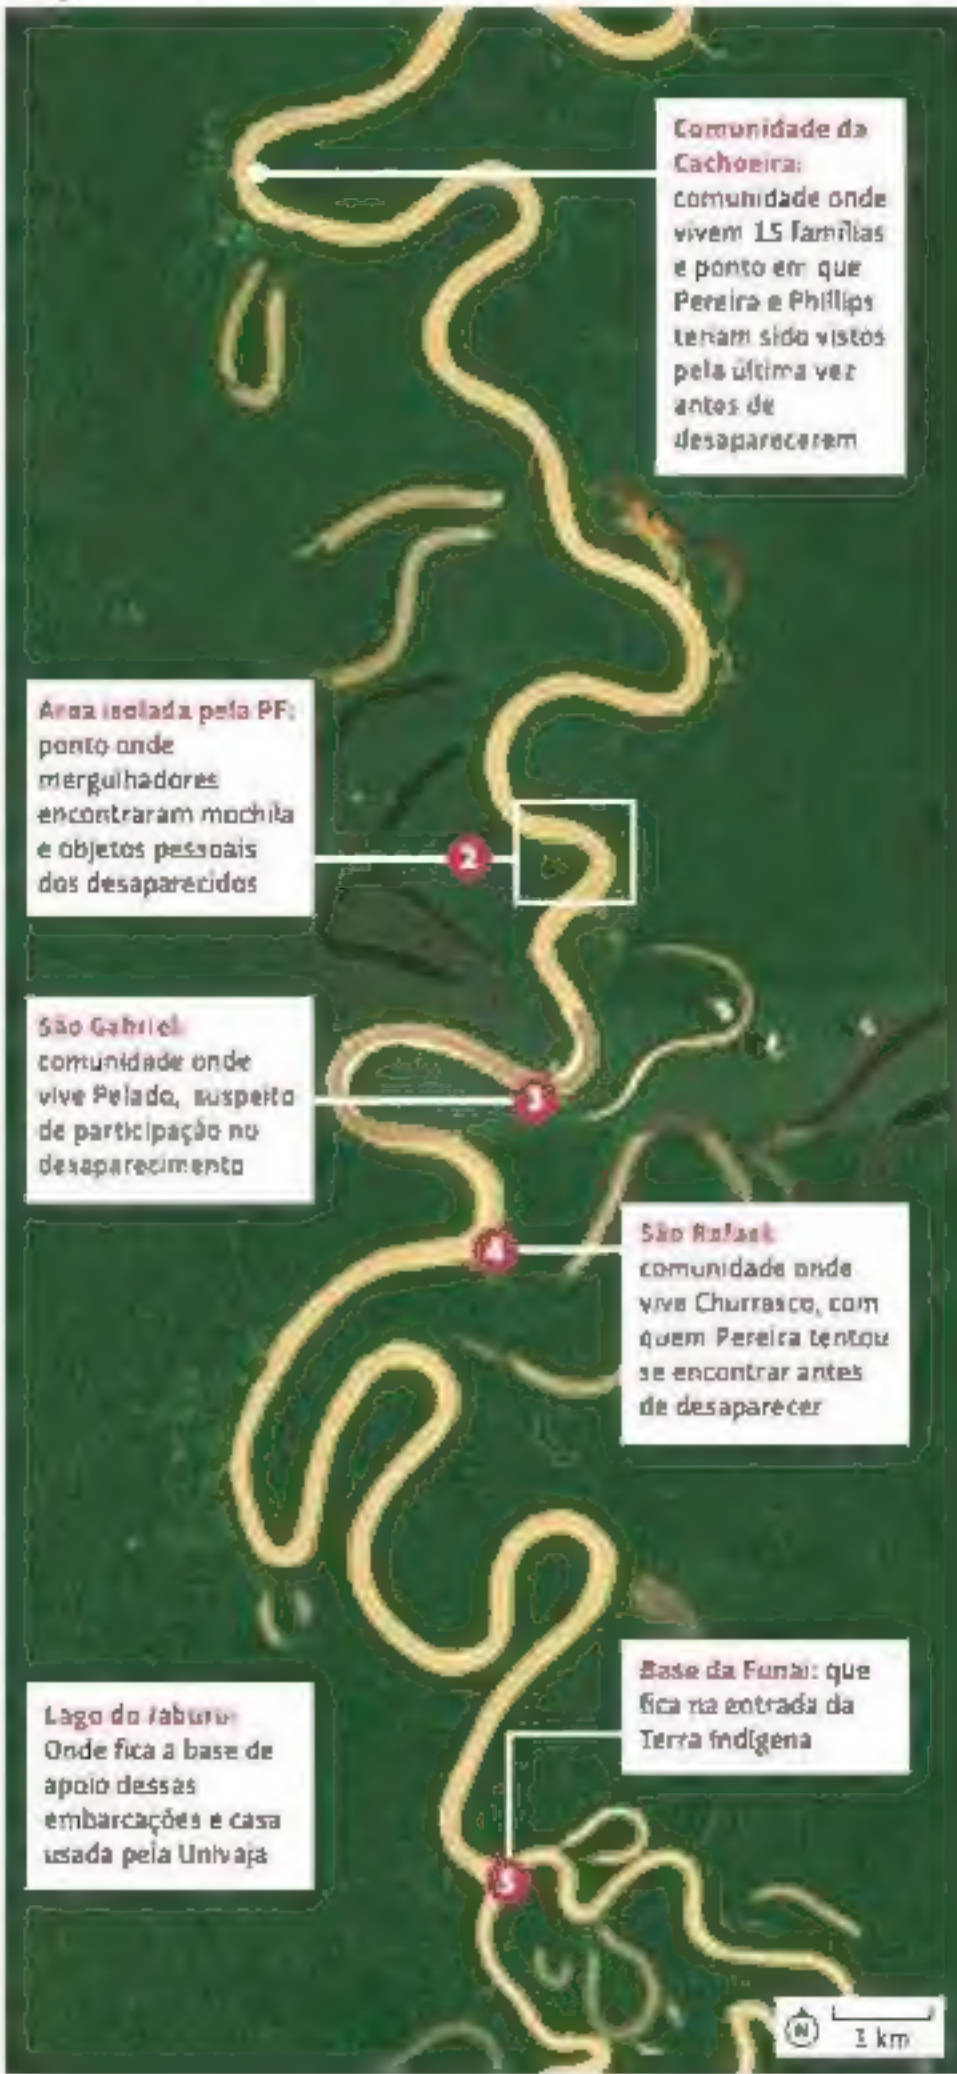 Comunidade da
Cachoeira:
comunidade onde
vivem 15 famílias
e ponto em que
Pereira e Phillips
teriam sido vistos
pela última vez
antes de
desaparecerem
Área isolada pela PF:
ponto onde
mergulhadores
encontraram mochila
e objetos pessoais
dos desaparecidos
2
São Gabriel:
comunidade onde
vive Pelado, suspeito
de participação no
desaparecimento
3
4
São Rafael:
comunidade onde
vive Churrasco, com
quem Pereira tentou
se encontrar antes
de desaparecer
Base da Funai: que
fica na entrada da
Terra Indígena
Lago do Jaburu:
Onde fica a base de
apoio dessas
embarcações e casa
usada pela Univaja
5
N
1 km